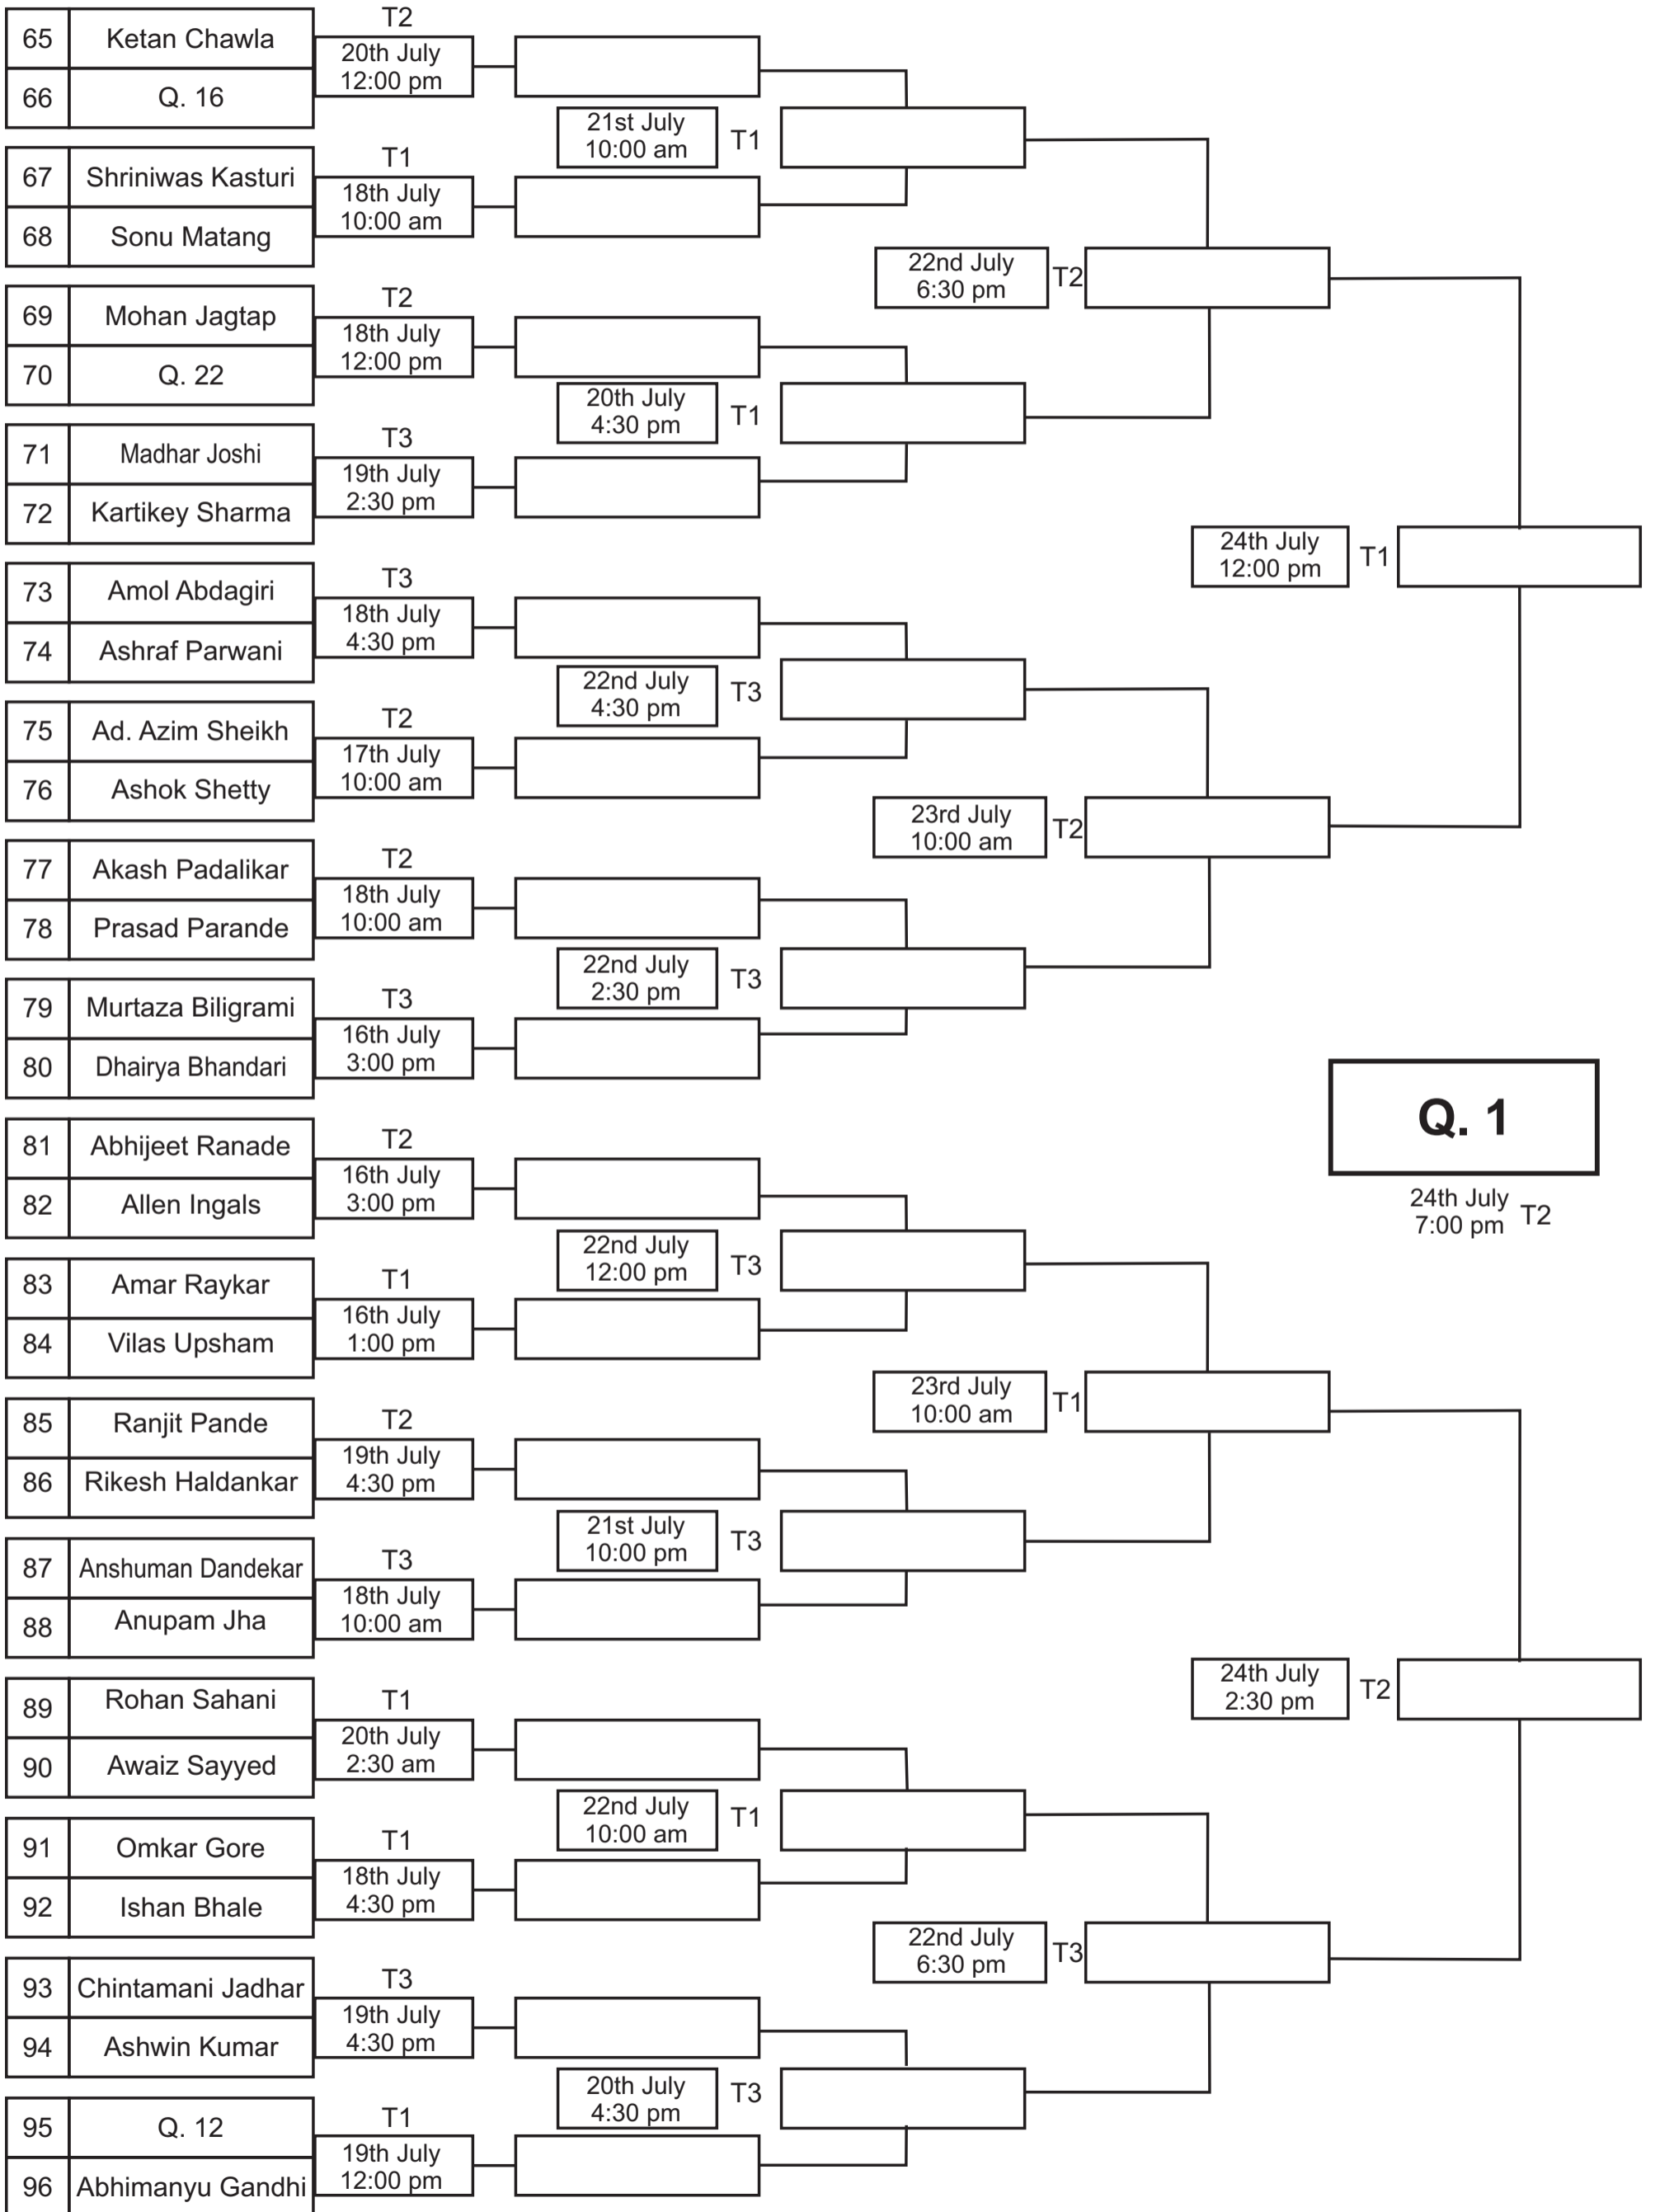 T2
65 Ketan Chawla
20th July
12:00 pm
66 Q. 16
21st July
10:00 am
T1
T1
67 Shriniwas Kasturi
18th July
10:00 am
68 Sonu Matang
22nd July
6:30 pm
T2
T2
69 Mohan Jagtap
18th July
12:00 pm
70 Q. 22
20th July
4:30 pm
T1
T3
71 Madhar Joshi
19th July
2:30 pm
72 Kartikey Sharma
24th July
12:00 pm
T1
T3
73 Amol Abdagiri
18th July
4:30 pm
74 Ashraf Parwani
22nd July
4:30 pm
T3
T2
75 Ad. Azim Sheikh
17th July
10:00 am
76 Ashok Shetty
23rd July
10:00 am
T2
T2
77 Akash Padalikar
18th July
10:00 am
78 Prasad Parande
22nd July
2:30 pm
T3
T3
79 Murtaza Biligrami
16th July
3:00 pm
80 Dhairya Bhandari
Q. 1
24th July
7:00 pm
T2
T2
81 Abhijeet Ranade
16th July
3:00 pm
82 Allen Ingals
22nd July
12:00 pm
T3
T1
83 Amar Raykar
16th July
1:00 pm
84 Vilas Upsham
23rd July
10:00 am
T1
T2
85 Ranjit Pande
19th July
4:30 pm
86 Rikesh Haldankar
21st July
10:00 pm
T3
T3
87 Anshuman Dandekar
18th July
10:00 am
88 Anupam Jha
24th July
2:30 pm
T2
T1
89 Rohan Sahani
20th July
2:30 am
90 Awaiz Sayyed
22nd July
10:00 am
T1
T1
91 Omkar Gore
18th July
4:30 pm
92 Ishan Bhale
22nd July
6:30 pm
T3
T3
93 Chintamani Jadhar
19th July
4:30 pm
94 Ashwin Kumar
20th July
4:30 pm
T3
T1
95 Q. 12
19th July
12:00 pm
96 Abhimanyu Gandhi